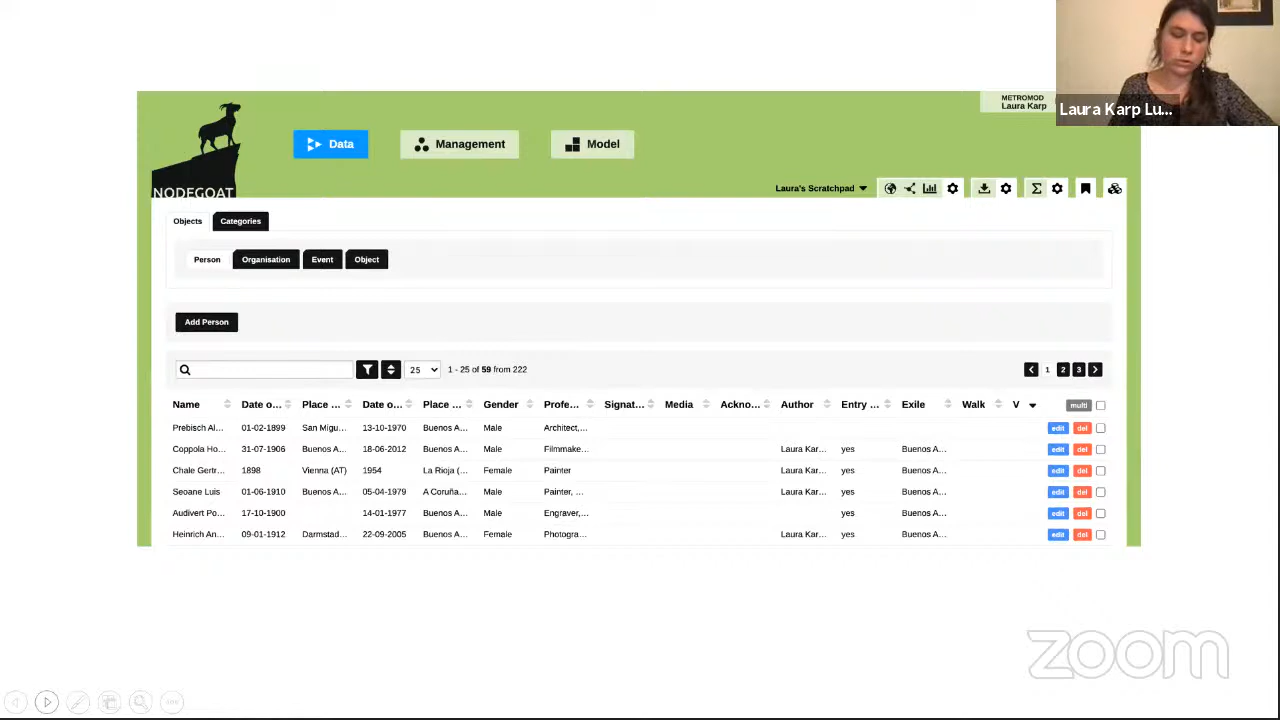 METROMOD
Laura Karp
Laura Karp Lu...
Data Management Model
NODEGOAT
Laura's Scratchpad
Objects Categories
Person Organisation Event Object
Add Person
25 1 - 25 of 59 from 222 1 2 3
Name Date o... Place ... Date o... Place ... Gender Profe... Signat... Media Ackno... Author Entry ... Exile Walk V multi
Prebisch Al... 01-02-1899 San Migu... 13-10-1970 Buenos A... Male Architect,... edit del
Coppola Ho... 31-07-1906 Buenos A... 18-06-2012 Buenos A... Male Filmmake... Laura Kar... yes Buenos A... edit del
Chale Gertr... 1898 Vienna (AT) 1954 La Rioja (... Female Painter Laura Kar... yes Buenos A... edit del
Seoane Luis 01-06-1910 Buenos A... 05-04-1979 A Coruña... Male Painter, ... Laura Kar... yes Buenos A... edit del
Audivert Po... 17-10-1900 14-01-1977 Buenos A... Male Engraver,... yes Buenos A... edit del
Heinrich An... 09-01-1912 Darmstad... 22-09-2005 Buenos A... Female Photogra... Laura Kar... yes Buenos A... edit del
zoom